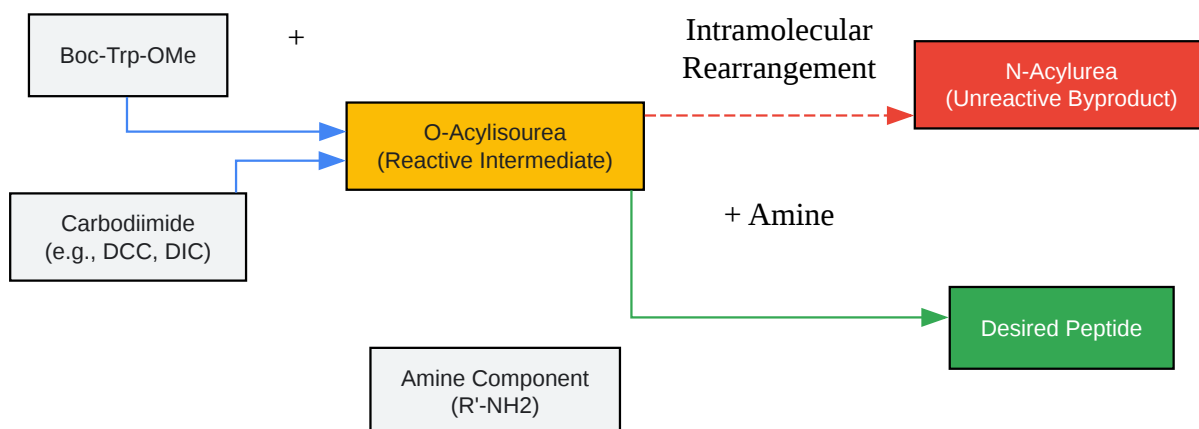 Boc-Trp-OMe
+
Intramolecular
Rearrangement
N-Acylurea
(Unreactive Byproduct)
O-Acylisourea
(Reactive Intermediate)
Carbodiimide
(e.g., DCC, DIC)
+ Amine
Desired Peptide
Amine Component
(R'-NH2)